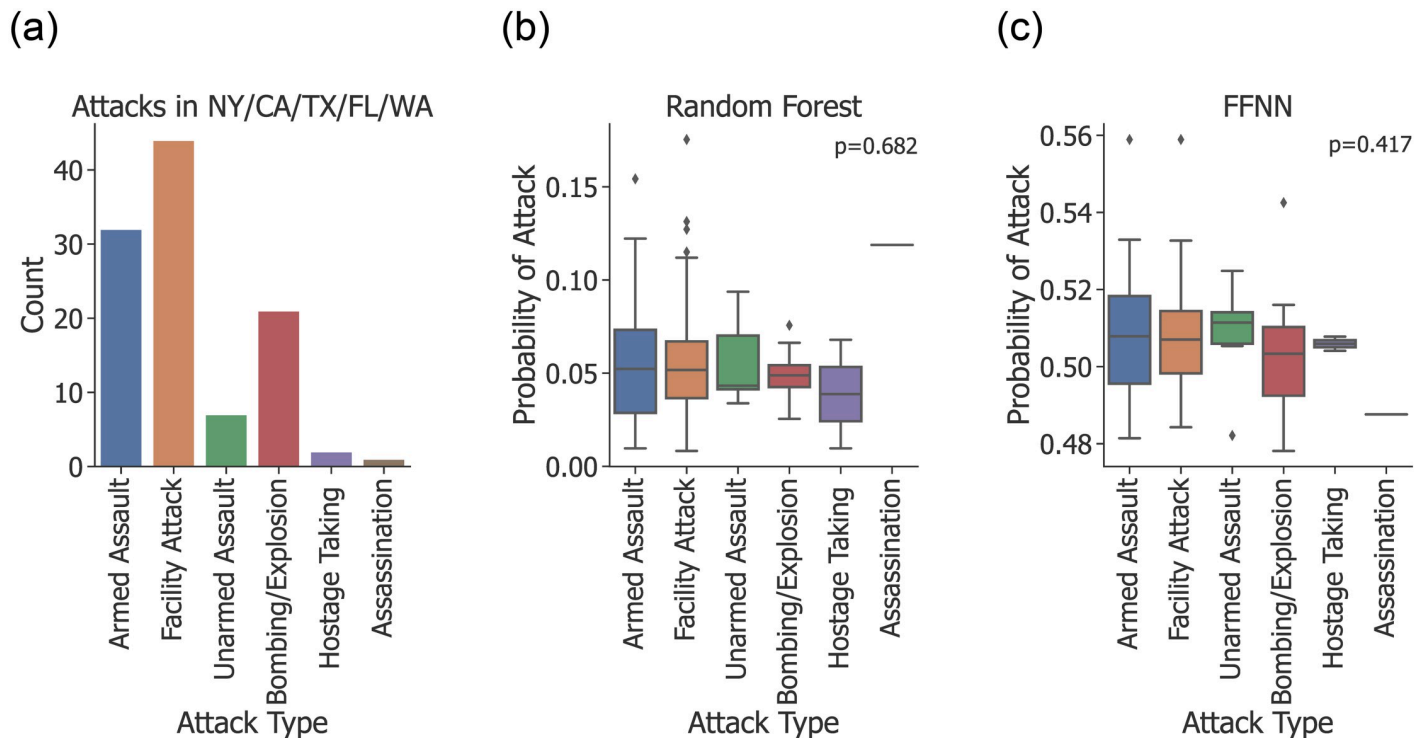 (a)
Attacks in NY/CA/TX/FL/WA
Count
40
30
20
10
0
Armed Assault
Facility Attack
Unarmed Assault
Bombing/Explosion
Hostage Taking
Assassination
Attack Type
(b)
Random Forest
p=0.682
Probability of Attack
0.15
0.10
0.05
0.00
Armed Assault
Facility Attack
Unarmed Assault
Bombing/Explosion
Hostage Taking
Assassination
Attack Type
(c)
FFNN
p=0.417
Probability of Attack
0.56
0.54
0.52
0.50
0.48
Armed Assault
Facility Attack
Unarmed Assault
Bombing/Explosion
Hostage Taking
Assassination
Attack Type